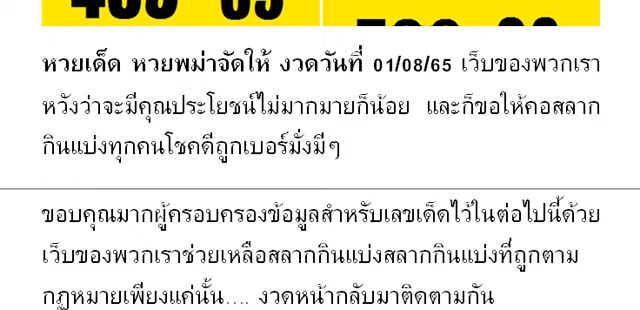 หวยเด็ด หวยพม่าจัดให้ งวดวันที่ 01/08/65 เว็บของพวกเรา
หวังว่าจะมีคุณประโยชน์ไม่มากมายก็น้อย และก็ขอให้คอสลาก
กินแบ่งทุกคนโชคดีถูกเบอร์มั่งมีๆ
ขอบคุณมากผู้ครอบครองข้อมูลสำหรับเลขเด็ดไว้ในต่อไปนี้ด้วย
เว็บของพวกเราช่วยเหลือสลากกินแบ่งสลากกินแบ่งที่ถูกตาม
กฎหมายเพียงแค่นั้น.... งวดหน้ากลับมาติดตามกัน